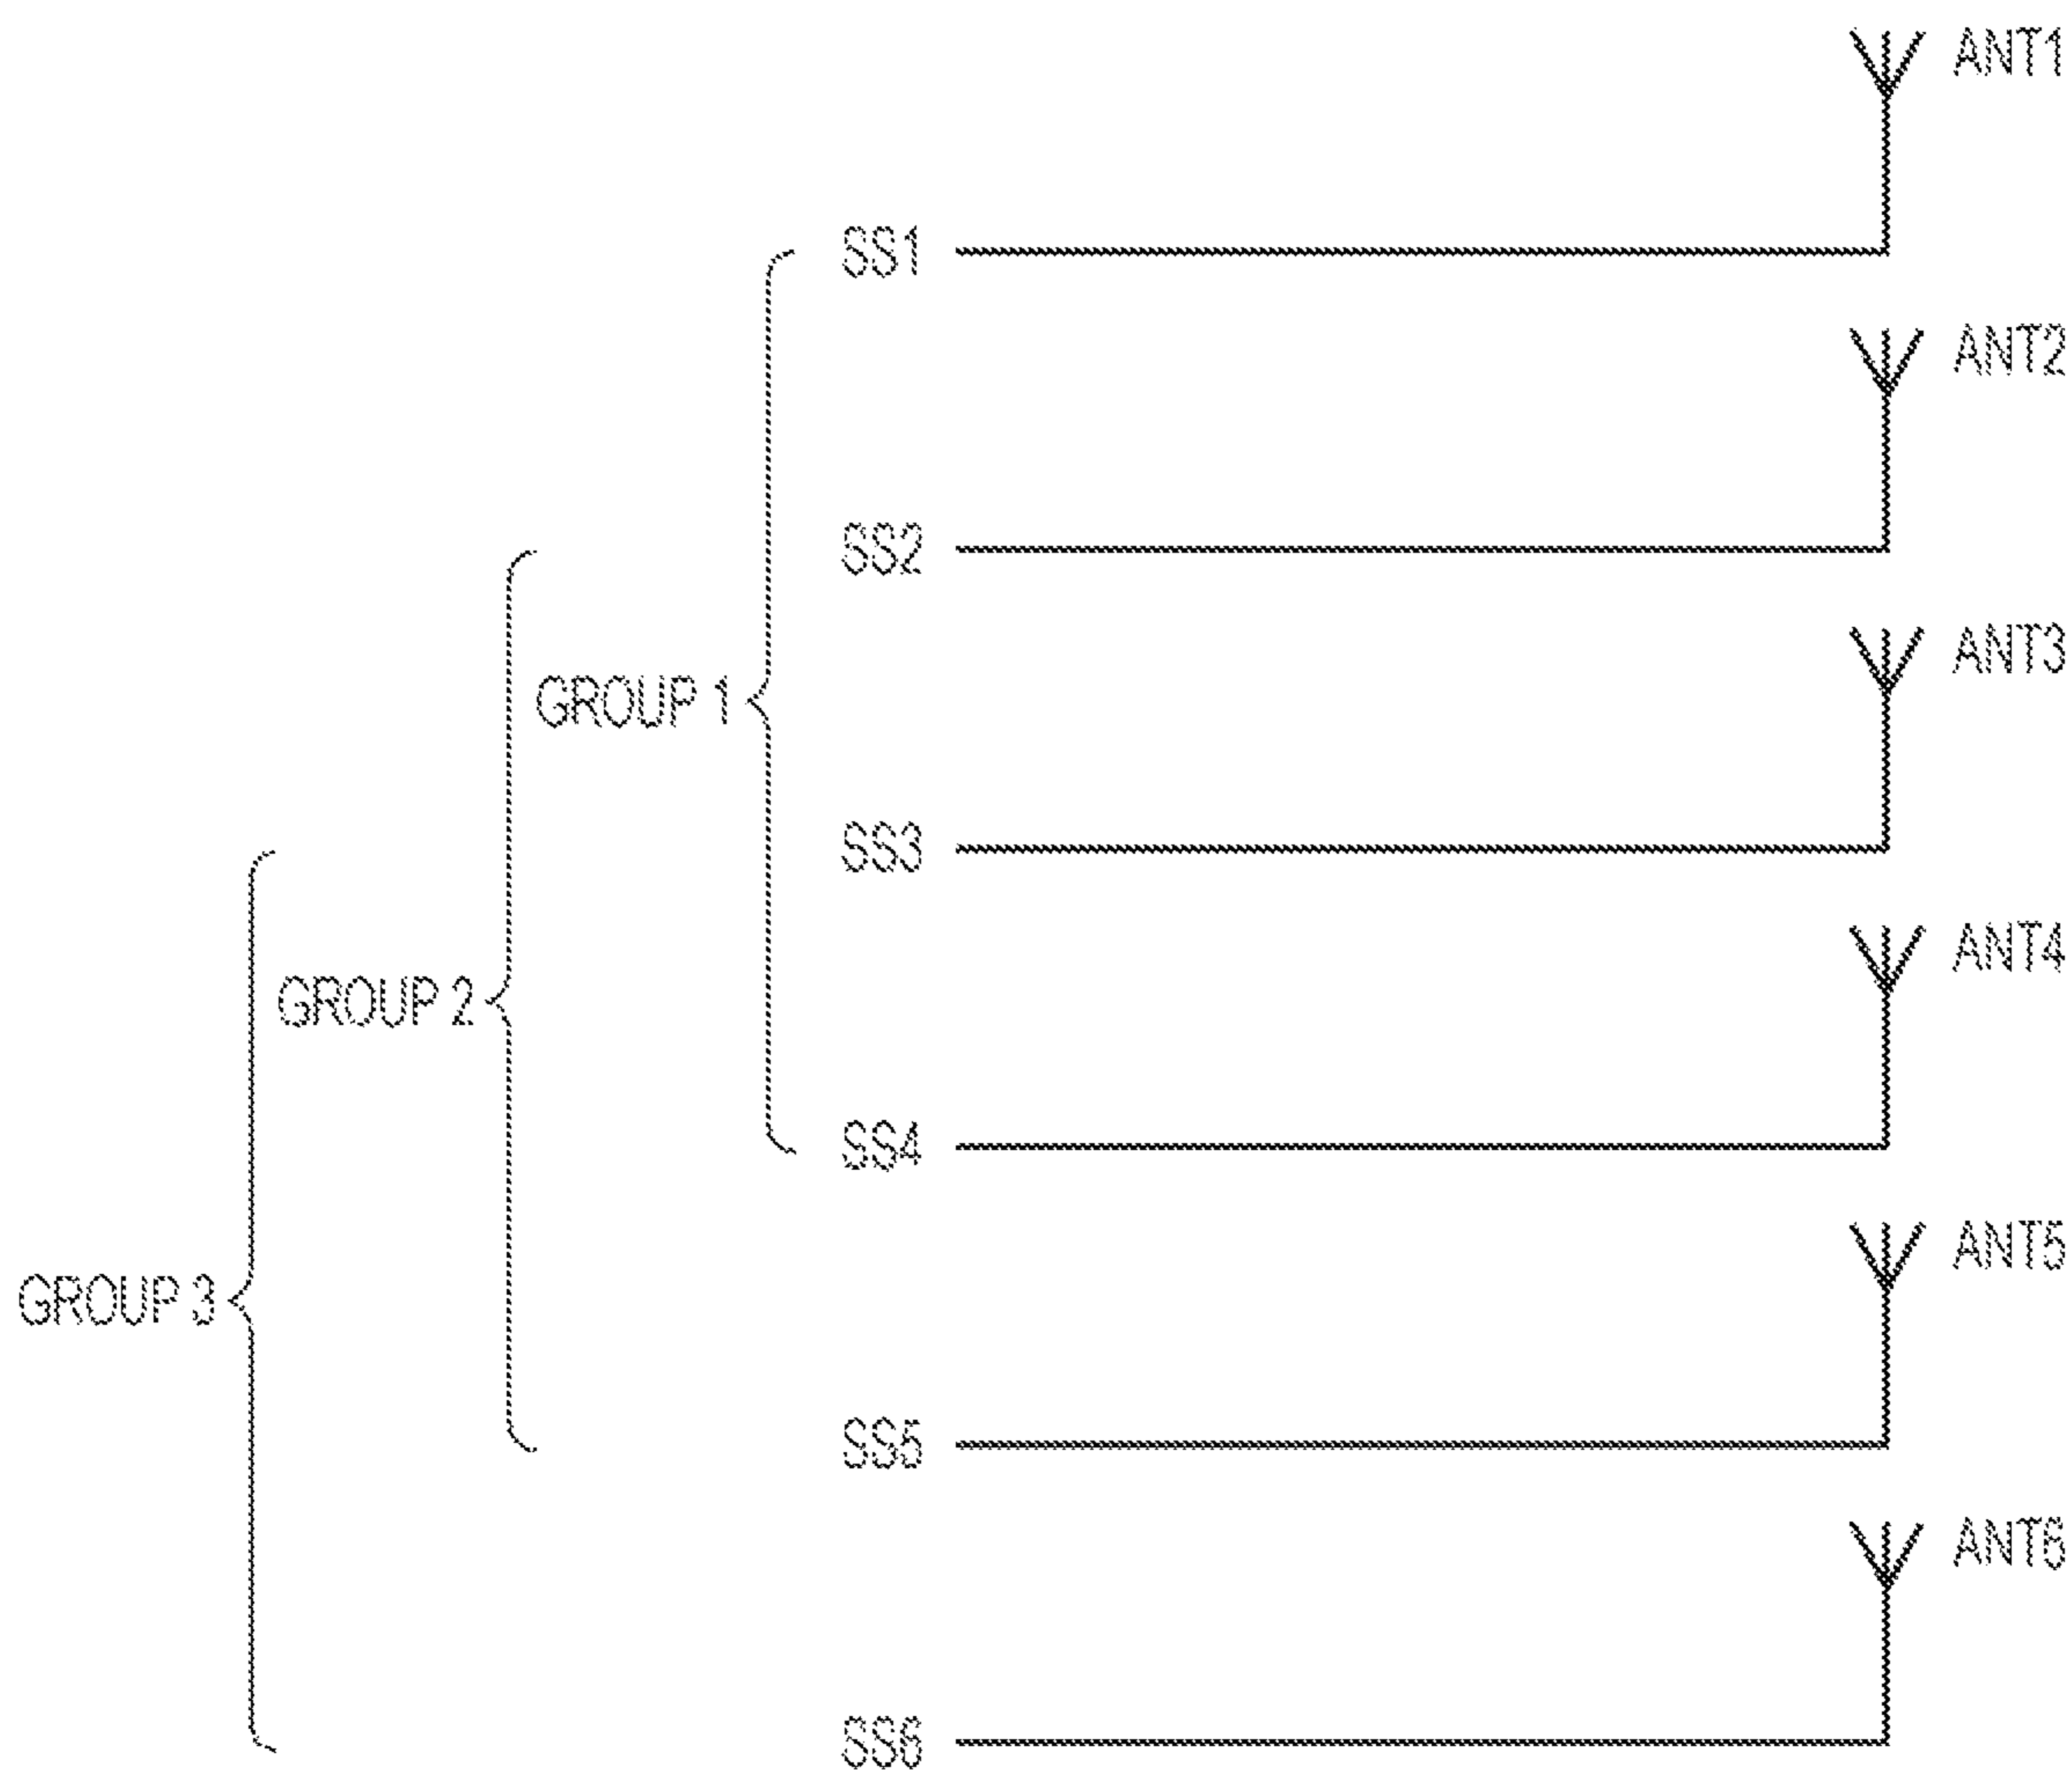 ANT1
SS1
ANT2
SS2
ANT3
GROUP 1
SS3
ANT4
GROUP 2
SS4
ANT5
GROUP 3
SS5
ANT6
SS6